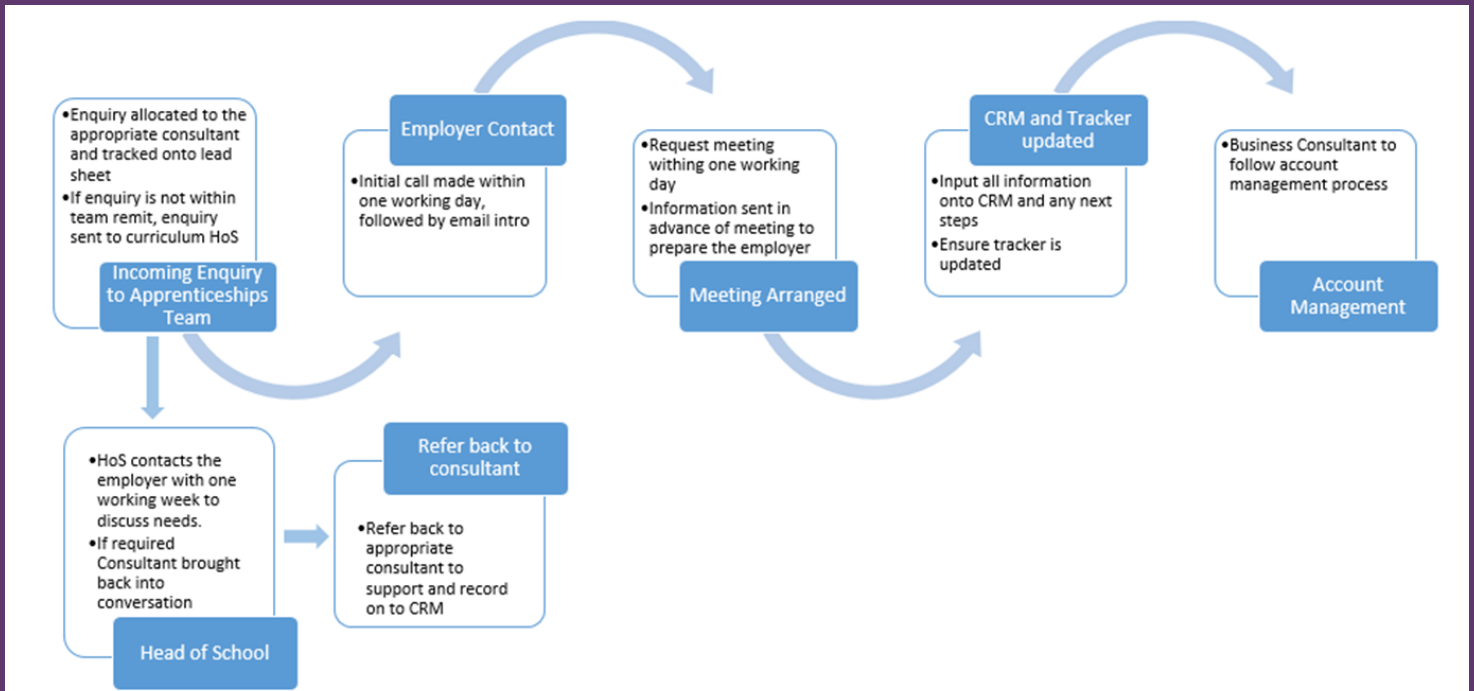 •Enquiry allocated to the
appropriate consultant
and tracked onto lead
sheet
•If enquiry is not within
team remit, enquiry
sent to curriculum HoS
Incoming Enquiry
to Apprenticeships
Team
Employer Contact
•Initial call made within
one working day,
followed by email intro
•Request meeting
withing one working
day
•Information sent in
advance of meeting to
prepare the employer
Meeting Arranged
CRM and Tracker
updated
•Input all information
onto CRM and any next
steps
•Ensure tracker is
updated
•Business Consultant to
follow account
management process
Account
Management
•HoS contacts the
employer with one
working week to
discuss needs.
•If required
Consultant brought
back into
conversation
Head of School
Refer back to
consultant
•Refer back to
appropriate
consultant to
support and record
on to CRM